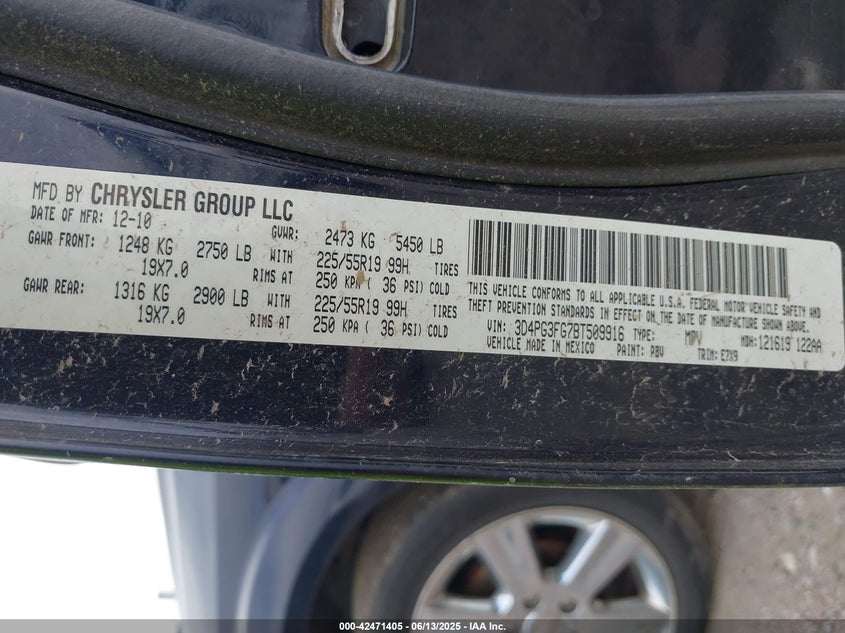 MFD BY CHRYSLER GROUP LLC
DATE OF MFR: 12-10 GVWR: 2473 KG 5450 LB
GAWR FRONT: 1248 KG 2750 LB WITH 225/55R19 99H TIRES
19X7.0 RIMS AT 250 KPA ( 36 PSI) COLD
GAWR REAR: 1316 KG 2900 LB WITH 225/55R19 99H TIRES
19X7.0 RIMS AT 250 KPA ( 36 PSI) COLD
THIS VEHICLE CONFORMS TO ALL APPLICABLE U.S.A. FEDERAL MOTOR VEHICLE SAFETY AND
THEFT PREVENTION STANDARDS IN EFFECT ON THE DATE OF MANUFACTURE SHOWN ABOVE.
VIN: 3D4PG3FG7BT509916 TYPE: MPV MDH: 121619 122AA
VEHICLE MADE IN MEXICO PAINT: PBV TRIM: E7X9
000-42471405 - 06/13/2025 - IAA Inc.